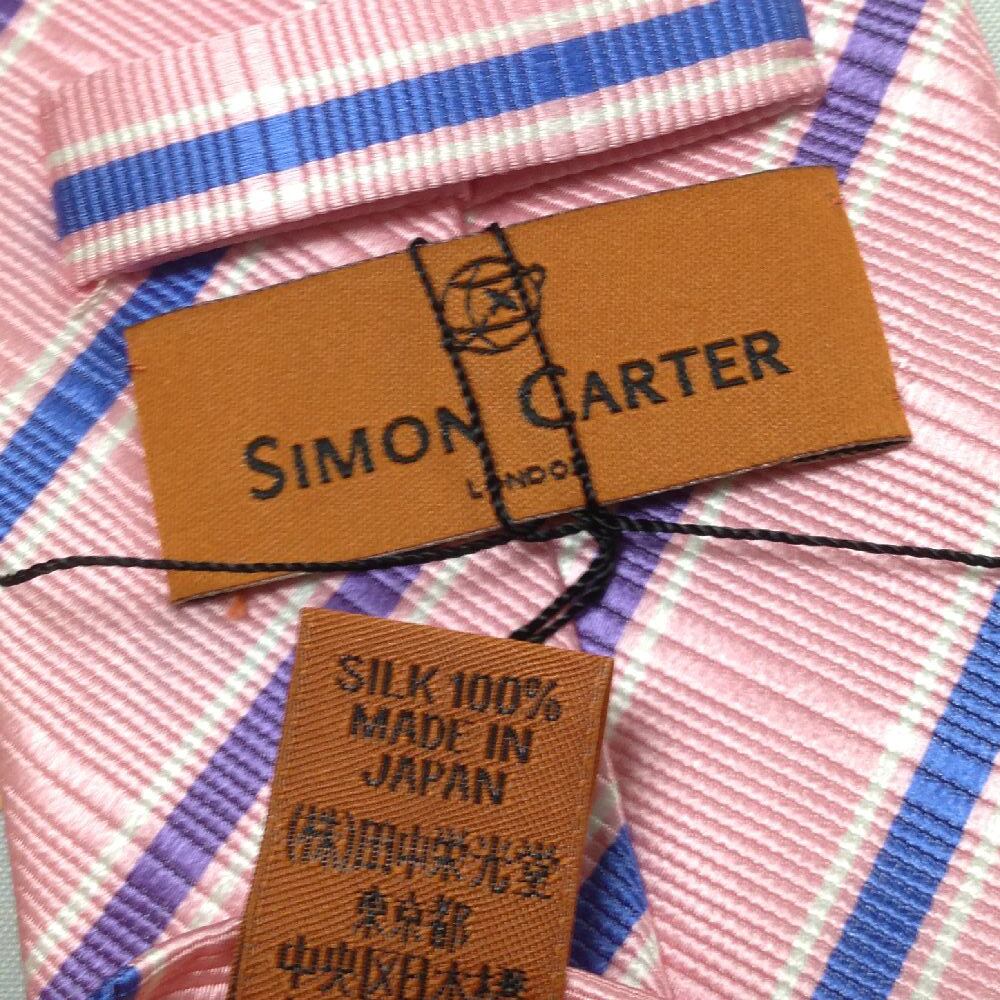 SIMON CARTER
LONDON
SILK 100%
MADE IN
JAPAN
(株)田中栄光堂
東京都
中央区日本橋